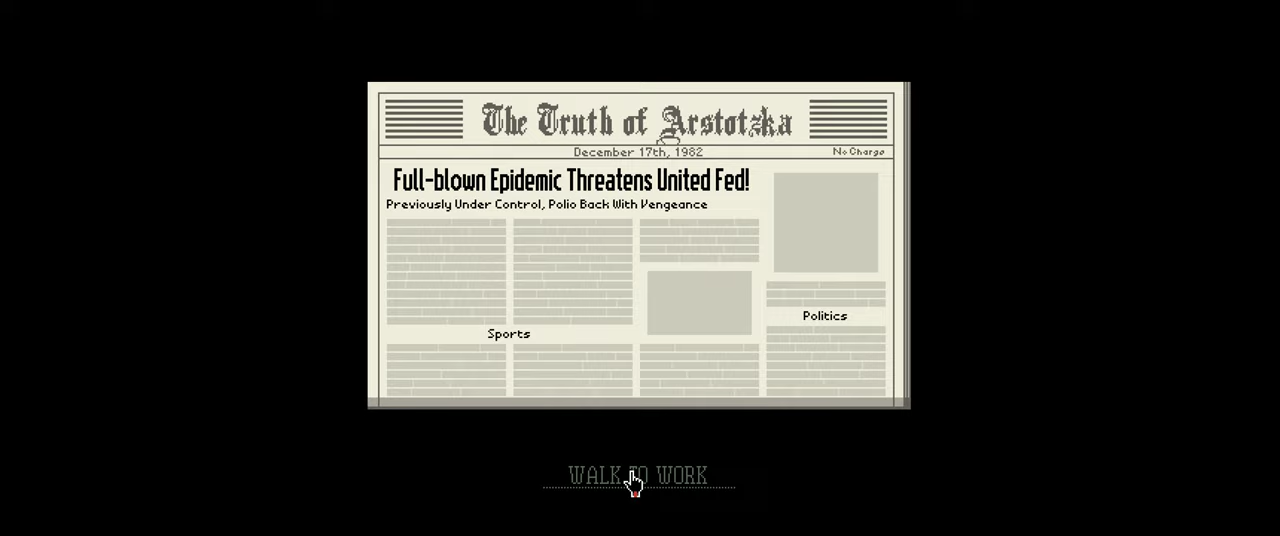 The Truth of Arstotzka
December 17th, 1982
No Charge
Full-blown Epidemic Threatens United Fed!
Previously Under Control, Polio Back With Vengeance
Politics
Sports
WALK TO WORK